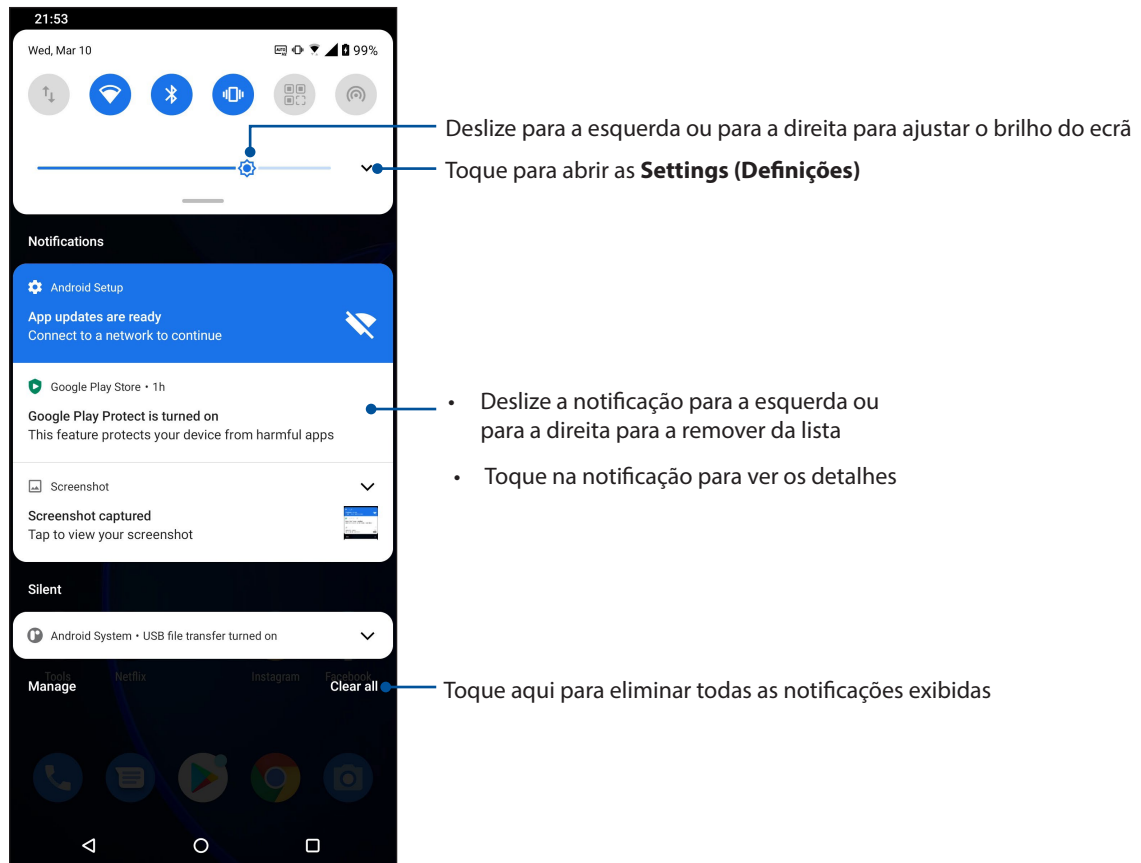 21:53
Wed, Mar 10
99%
Deslize para a esquerda ou para a direita para ajustar o brilho do ecrã
Toque para abrir as Settings (Definições)
Notifications
Android Setup
App updates are ready
Connect to a network to continue
Google Play Store • 1h
Google Play Protect is turned on
This feature protects your device from harmful apps
• Deslize a notificação para a esquerda ou
para a direita para a remover da lista
• Toque na notificação para ver os detalhes
Screenshot
Screenshot captured
Tap to view your screenshot
Silent
Android System • USB file transfer turned on
Tools Netflix Instagram Facebook
Manage Clear all
Toque aqui para eliminar todas as notificações exibidas